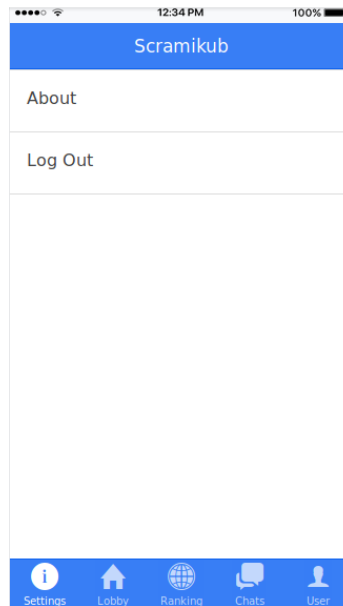 12:34 PM 100%
Scramikub
About
Log Out
Settings Lobby Ranking Chats User